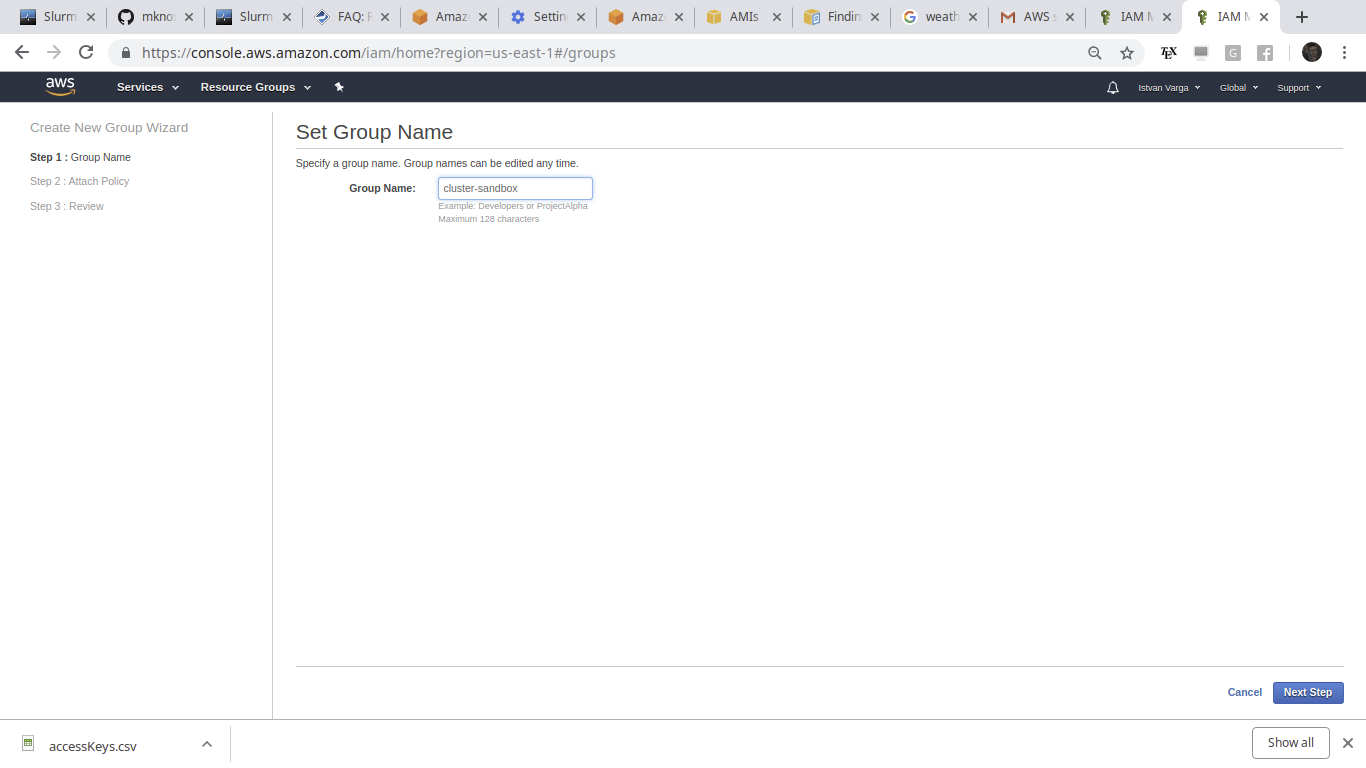 Slurm
mknox
Slurm
FAQ: F
Amaz
Settin
Amaz
AMIs
Findin
weath
AWS s
IAM M
IAM M
https://console.aws.amazon.com/iam/home?region=us-east-1#/groups
TEX
G
aws
Services
Resource Groups
Istvan Varga
Global
Support
Create New Group Wizard
Step 1 : Group Name
Step 2 : Attach Policy
Step 3 : Review
Set Group Name
Specify a group name. Group names can be edited any time.
Group Name:
cluster-sandbox
Example: Developers or ProjectAlpha
Maximum 128 characters
Cancel
Next Step
accessKeys.csv
Show all